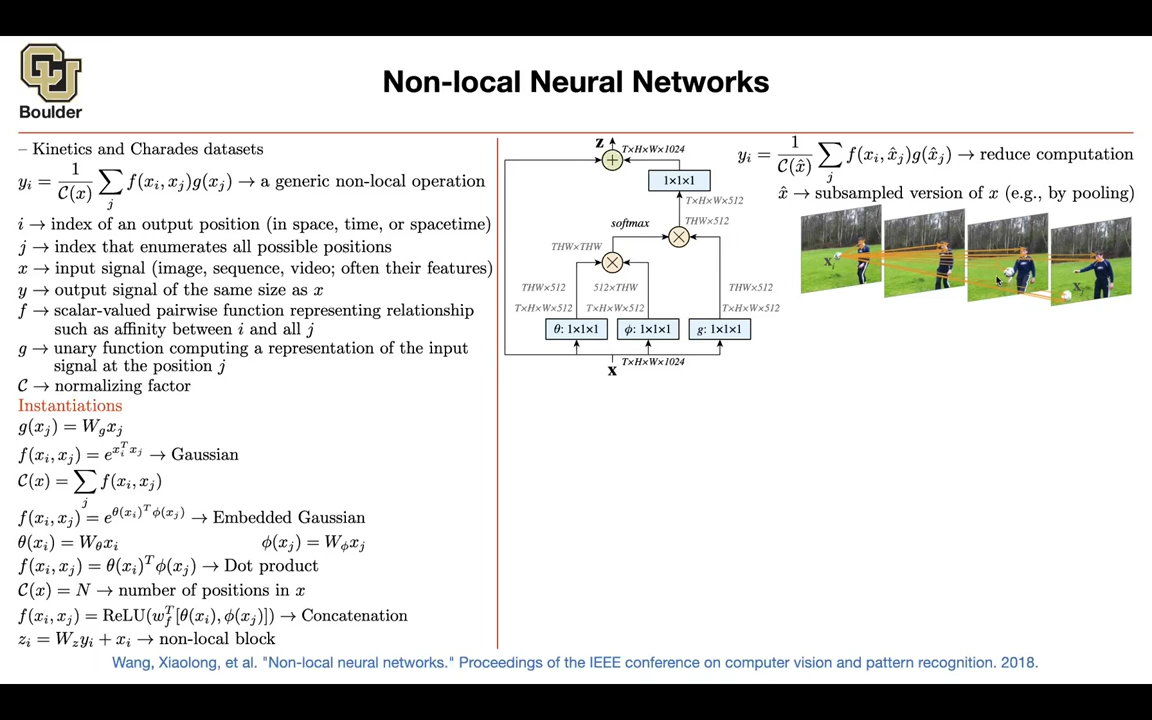 Boulder
Non-local Neural Networks
– Kinetics and Charades datasets
y_i = 1/𝒞(x) ∑_j f(x_i, x_j)g(x_j) → a generic non-local operation
i → index of an output position (in space, time, or spacetime)
j → index that enumerates all possible positions
x → input signal (image, sequence, video; often their features)
y → output signal of the same size as x
f → scalar-valued pairwise function representing relationship
such as affinity between i and all j
g → unary function computing a representation of the input
signal at the position j
𝒞 → normalizing factor
Instantiations
g(x_j) = W_g x_j
f(x_i, x_j) = e^{x_i^T x_j} → Gaussian
𝒞(x) = ∑_j f(x_i, x_j)
f(x_i, x_j) = e^{θ(x_i)^T ϕ(x_j)} → Embedded Gaussian
θ(x_i) = W_θ x_i ϕ(x_j) = W_ϕ x_j
f(x_i, x_j) = θ(x_i)^T ϕ(x_j) → Dot product
𝒞(x) = N → number of positions in x
f(x_i, x_j) = ReLU(w_f^T [θ(x_i), ϕ(x_j)]) → Concatenation
z_i = W_z y_i + x_i → non-local block
z T×H×W×1024
1×1×1
T×H×W×512
softmax THW×512
THW×THW
THW×512 512×THW THW×512
T×H×W×512 T×H×W×512 T×H×W×512
θ: 1×1×1 ϕ: 1×1×1 g: 1×1×1
x T×H×W×1024
y_i = 1/𝒞(x̂) ∑_j f(x_i, x̂_j)g(x̂_j) → reduce computation
x̂ → subsampled version of x (e.g., by pooling)
x_i
x_j
Wang, Xiaolong, et al. "Non-local neural networks." Proceedings of the IEEE conference on computer vision and pattern recognition. 2018.